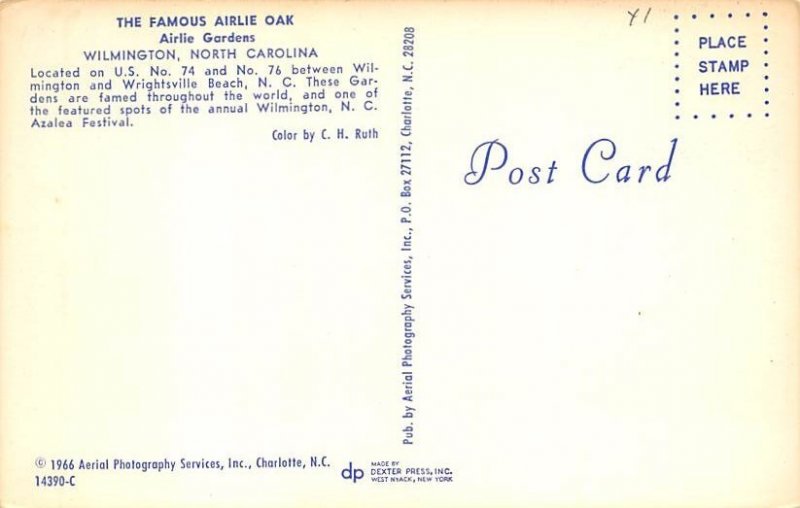 THE FAMOUS AIRLIE OAK
Airlie Gardens
WILMINGTON, NORTH CAROLINA
Located on U.S. No. 74 and No. 76 between Wil-
mington and Wrightsville Beach, N. C. These Gar-
dens are famed throughout the world, and one of
the featured spots of the annual Wilmington, N. C.
Azalea Festival.
Color by C. H. Ruth
© 1966 Aerial Photography Services, Inc., Charlotte, N.C.
14390-C
Pub. by Aerial Photography Services, Inc., P.O. Box 27112, Charlotte, N.C. 28208
dp
MADE BY
DEXTER PRESS, INC.
WEST NYACK, NEW YORK
PLACE
STAMP
HERE
Post Card